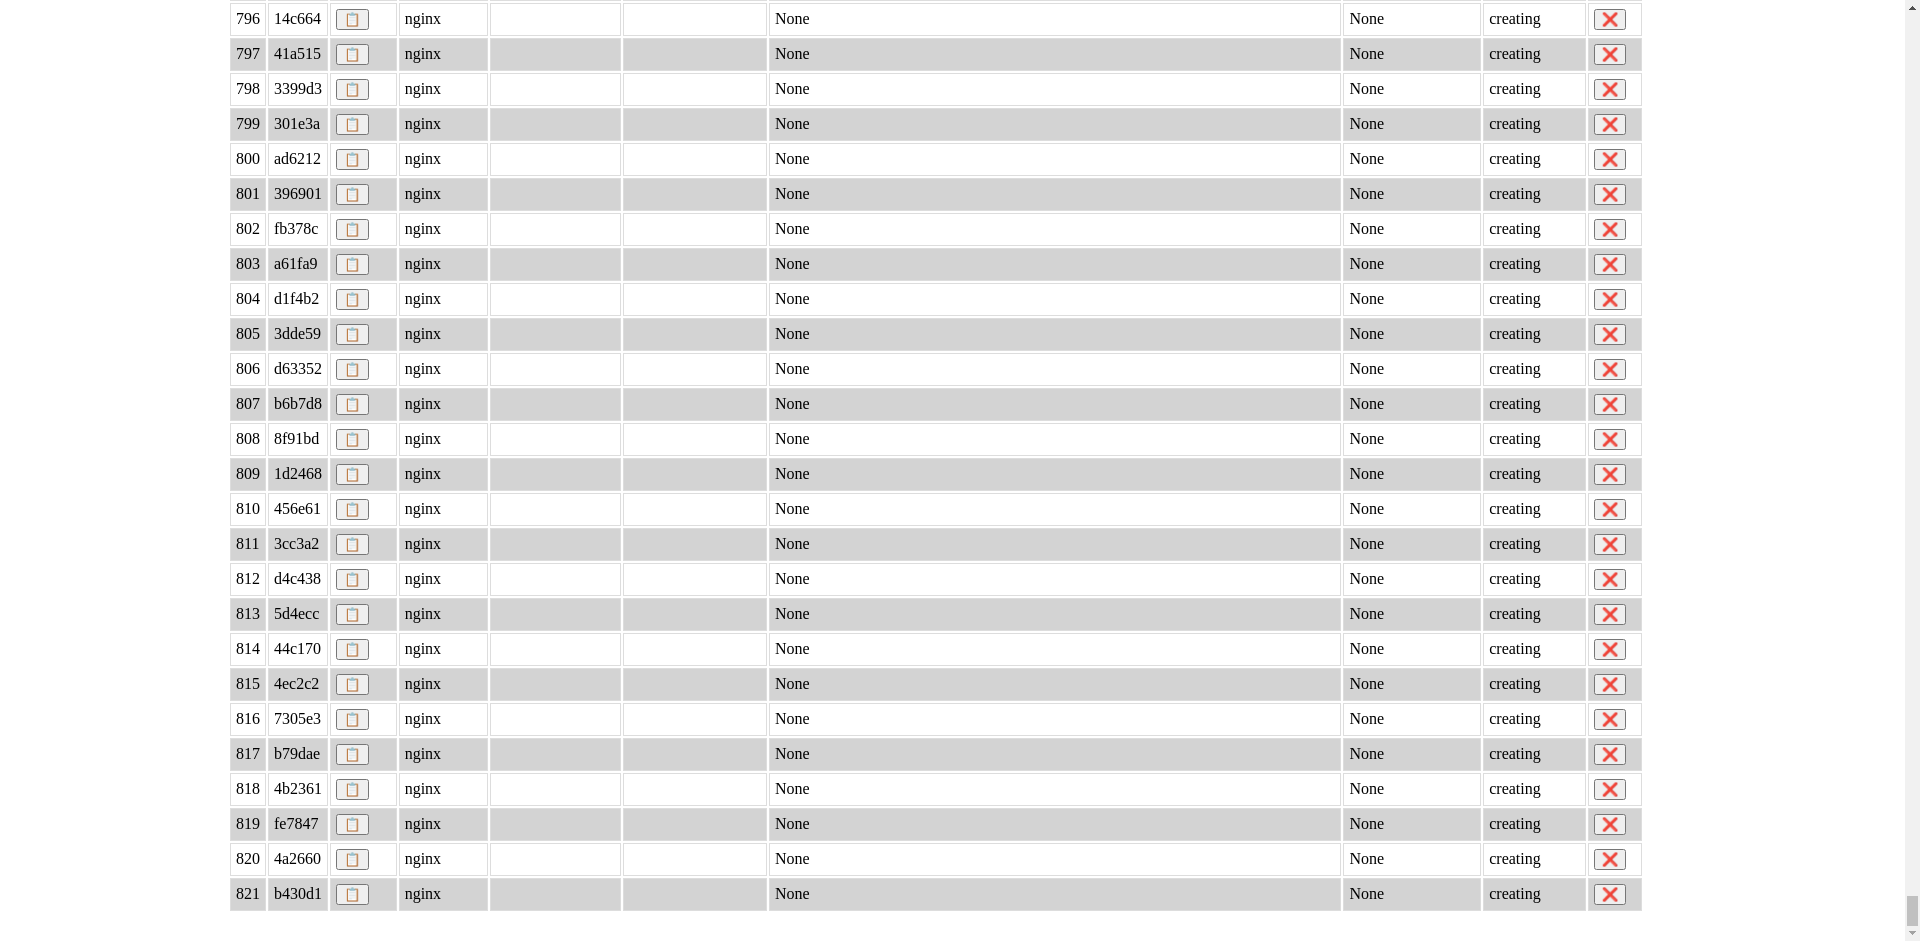 796 14c664 nginx None None creating
797 41a515 nginx None None creating
798 3399d3 nginx None None creating
799 301e3a nginx None None creating
800 ad6212 nginx None None creating
801 396901 nginx None None creating
802 fb378c nginx None None creating
803 a61fa9 nginx None None creating
804 d1f4b2 nginx None None creating
805 3dde59 nginx None None creating
806 d63352 nginx None None creating
807 b6b7d8 nginx None None creating
808 8f91bd nginx None None creating
809 1d2468 nginx None None creating
810 456e61 nginx None None creating
811 3cc3a2 nginx None None creating
812 d4c438 nginx None None creating
813 5d4ecc nginx None None creating
814 44c170 nginx None None creating
815 4ec2c2 nginx None None creating
816 7305e3 nginx None None creating
817 b79dae nginx None None creating
818 4b2361 nginx None None creating
819 fe7847 nginx None None creating
820 4a2660 nginx None None creating
821 b430d1 nginx None None creating